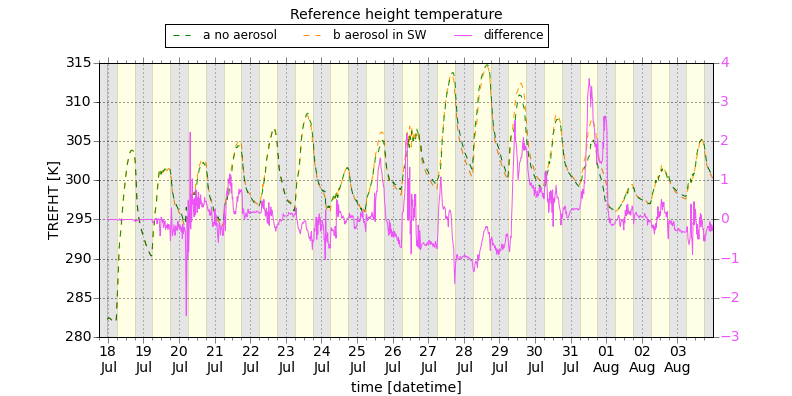 Reference height temperature
a no aerosol b aerosol in SW difference
315 4
310 3
305 2
300 1
295 0
290 −1
285 −2
280 −3
TREFHT [K]
18 19 20 21 22 23 24 25 26 27 28 29 30 31 01 02 03
Jul Jul Jul Jul Jul Jul Jul Jul Jul Jul Jul Jul Jul Jul Aug Aug Aug
time [datetime]